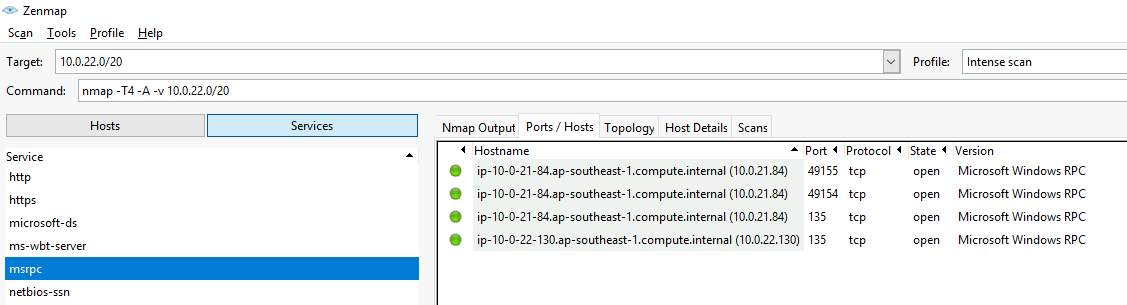 Zenmap
Scan Tools Profile Help
Target: 10.0.22.0/20 Profile: Intense scan
Command: nmap -T4 -A -v 10.0.22.0/20
Hosts Services
Nmap Output Ports / Hosts Topology Host Details Scans
Service
http
https
microsoft-ds
ms-wbt-server
msrpc
netbios-ssn
Hostname Port Protocol State Version
ip-10-0-21-84.ap-southeast-1.compute.internal (10.0.21.84) 49155 tcp open Microsoft Windows RPC
ip-10-0-21-84.ap-southeast-1.compute.internal (10.0.21.84) 49154 tcp open Microsoft Windows RPC
ip-10-0-21-84.ap-southeast-1.compute.internal (10.0.21.84) 135 tcp open Microsoft Windows RPC
ip-10-0-22-130.ap-southeast-1.compute.internal (10.0.22.130) 135 tcp open Microsoft Windows RPC